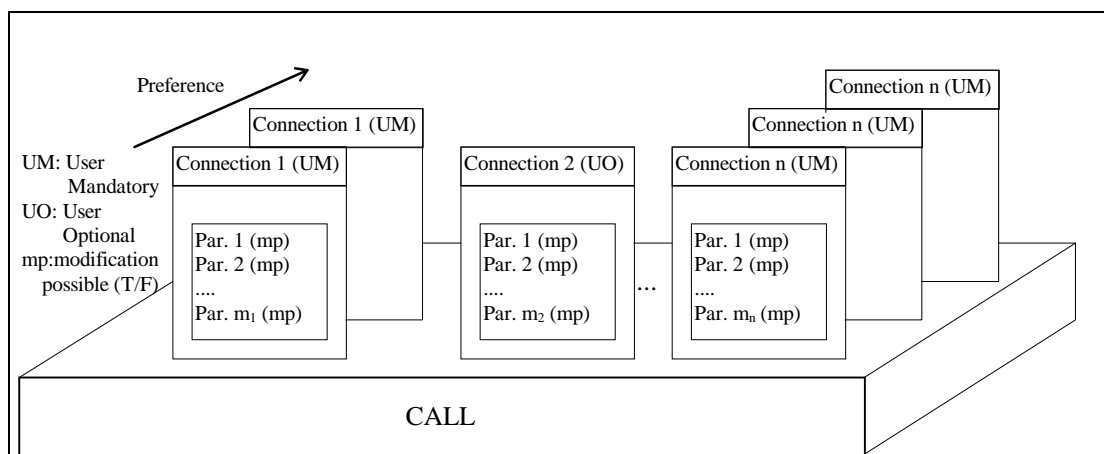 Preference
Connection n (UM)
Connection 1 (UM)
Connection n (UM)
UM: User
Mandatory
UO: User
Optional
mp:modification
possible (T/F)
Connection 1 (UM)
Connection 2 (UO)
Connection n (UM)
Par. 1 (mp)
Par. 2 (mp)
....
Par. m₁ (mp)
Par. 1 (mp)
Par. 2 (mp)
....
Par. m₂ (mp)
...
Par. 1 (mp)
Par. 2 (mp)
....
Par. mₙ (mp)
CALL